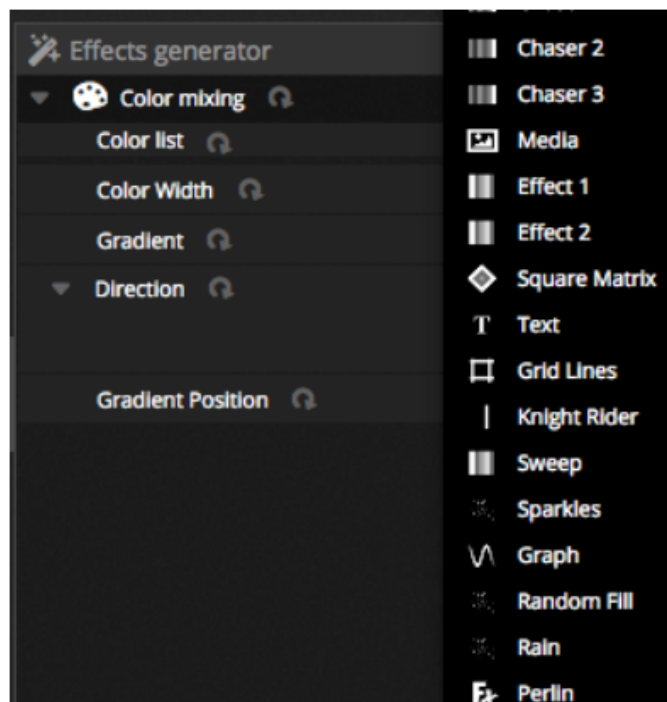 Effects generator
Color mixing
Color list
Color Width
Gradient
Direction
Gradient Position
Chaser 2
Chaser 3
Media
Effect 1
Effect 2
Square Matrix
Text
Grid Lines
Knight Rider
Sweep
Sparkles
Graph
Random Fill
Rain
Perlin